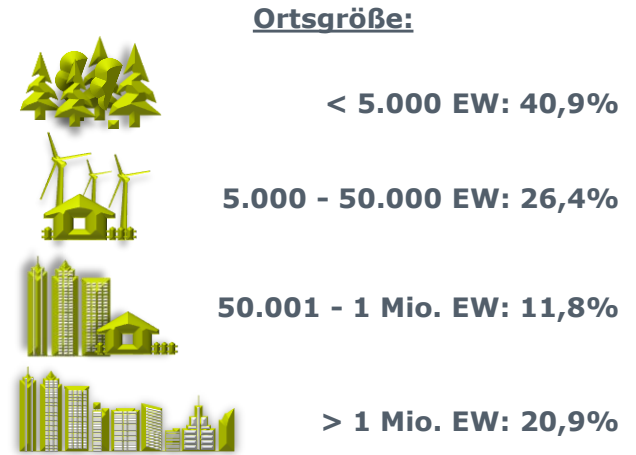 Ortsgröße:
< 5.000 EW: 40,9%
5.000 - 50.000 EW: 26,4%
50.001 - 1 Mio. EW: 11,8%
> 1 Mio. EW: 20,9%